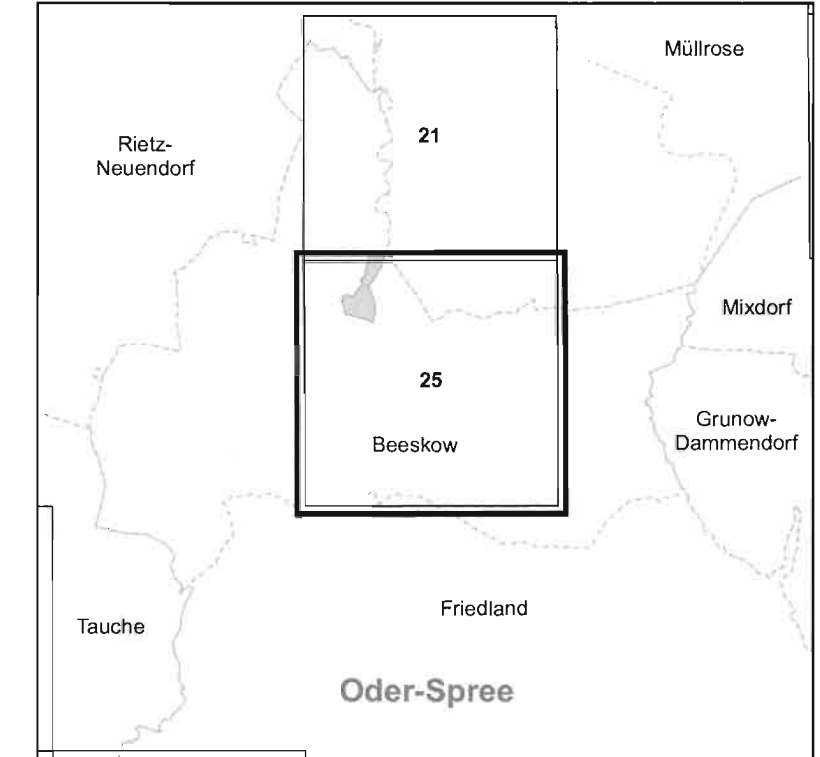 Müllrose
21
Rietz-
Neuendorf
Mixdorf
25
Grunow-
Dammendorf
Beeskow
Friedland
Tauche
Oder-Spree